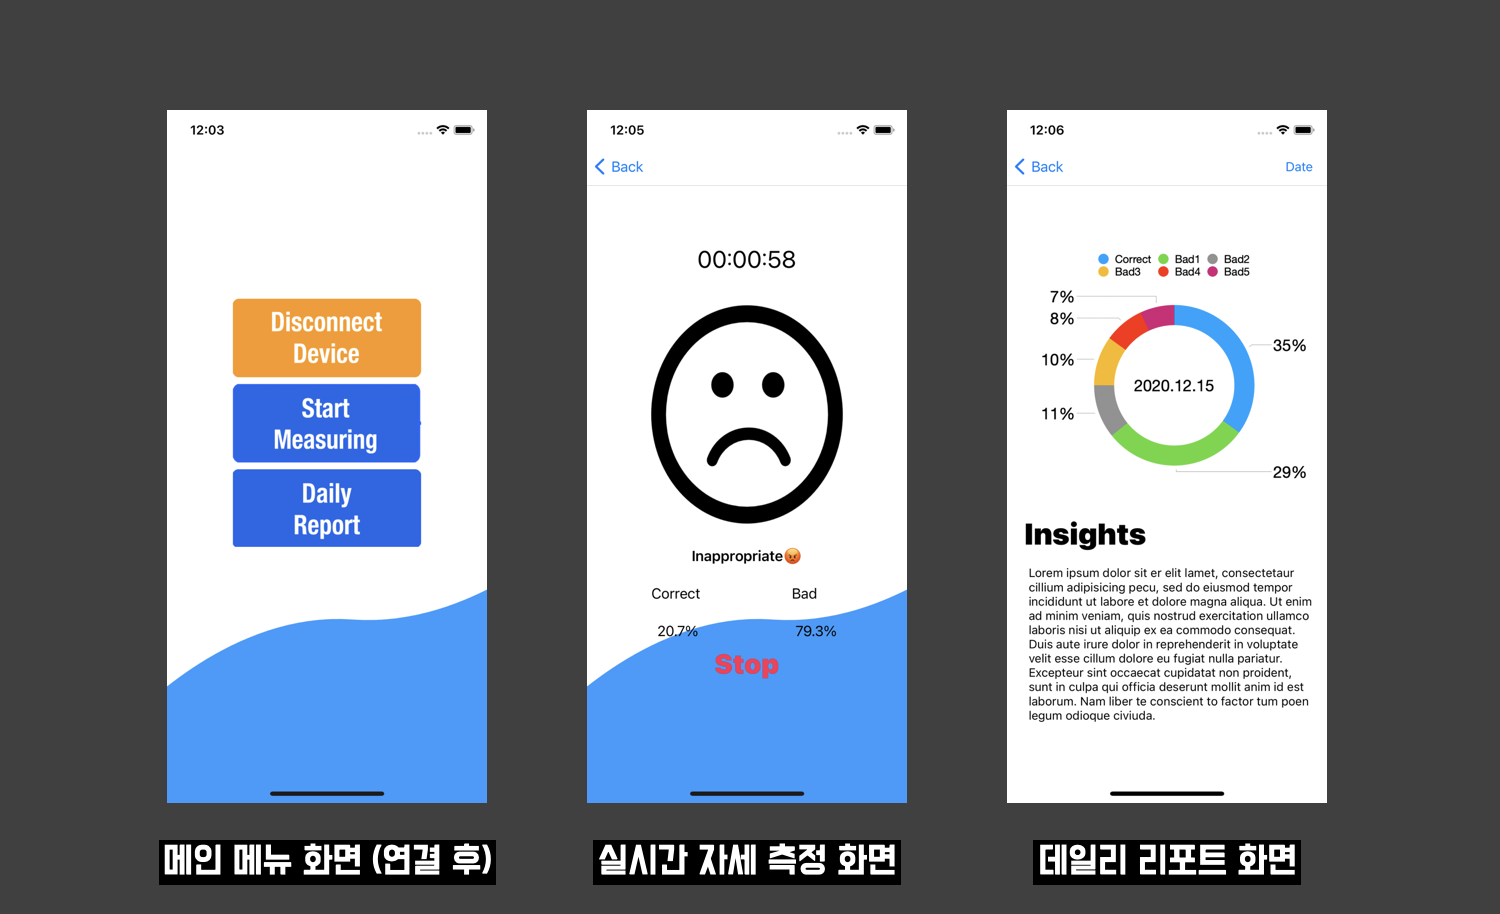 12:03
Disconnect
Device
Start
Measuring
Daily
Report
메인 메뉴 화면 (연결 후)
12:05
Back
00:00:58
Inappropriate😡
Correct Bad
20.7% 79.3%
Stop
실시간 자세 측정 화면
12:06
Back Date
Correct Bad1 Bad2
Bad3 Bad4 Bad5
7%
8%
35%
10%
2020.12.15
11%
29%
Insights
Lorem ipsum dolor sit er elit lamet, consectetaur
cillium adipisicing pecu, sed do eiusmod tempor
incididunt ut labore et dolore magna aliqua. Ut enim
ad minim veniam, quis nostrud exercitation ullamco
laboris nisi ut aliquip ex ea commodo consequat.
Duis aute irure dolor in reprehenderit in voluptate
velit esse cillum dolore eu fugiat nulla pariatur.
Excepteur sint occaecat cupidatat non proident,
sunt in culpa qui officia deserunt mollit anim id est
laborum. Nam liber te conscient to factor tum poen
legum odioque civiuda.
데일리 리포트 화면